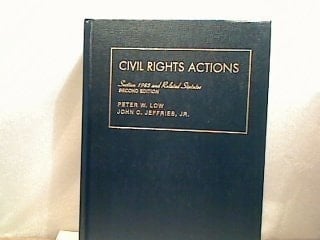 CIVIL RIGHTS ACTIONS
Section 1983 and Related Statutes
SECOND EDITION
PETER W. LOW
JOHN C. JEFFRIES, JR.